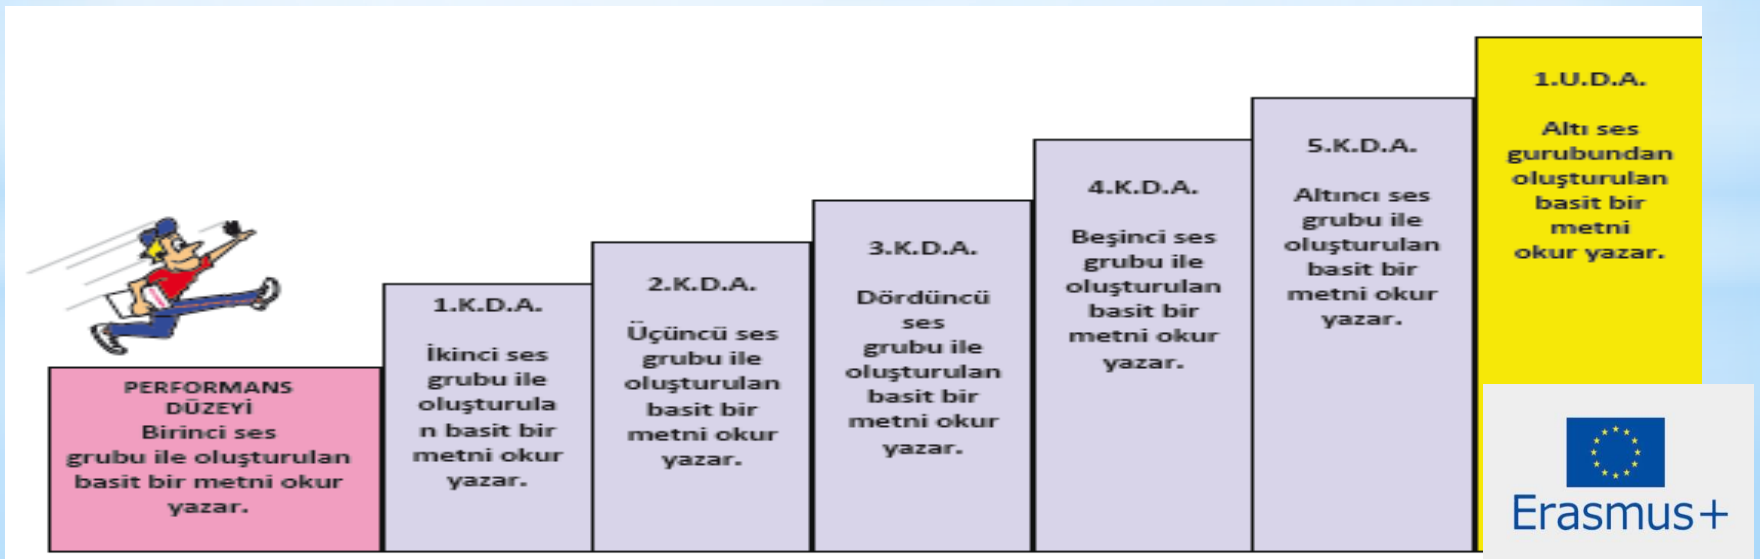 PERFORMANS
DÜZEYİ
Birinci ses
grubu ile oluşturulan
basit bir metni okur
yazar.
1.K.D.A.
İkinci ses
grubu ile
oluşturula
n basit bir
metni okur
yazar.
2.K.D.A.
Üçüncü ses
grubu ile
oluşturulan
basit bir
metni okur
yazar.
3.K.D.A.
Dördüncü
ses
grubu ile
oluşturulan
basit bir
metni okur
yazar.
4.K.D.A.
Beşinci ses
grubu ile
oluşturulan
basit bir
metni okur
yazar.
5.K.D.A.
Altıncı ses
grubu ile
oluşturulan
basit bir
metni okur
yazar.
1.U.D.A.
Altı ses
gurubundan
oluşturulan
basit bir
metni
okur yazar.
Erasmus+